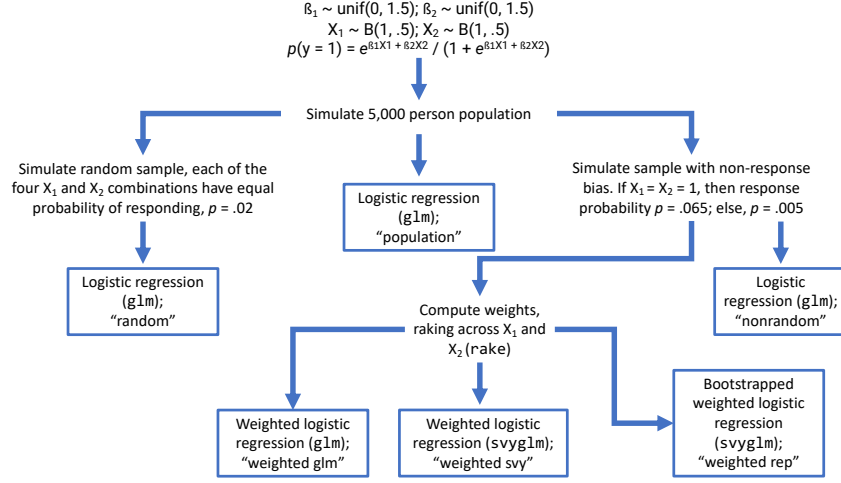 ß₁ ~ unif(0, 1.5); ß₂ ~ unif(0, 1.5)
X₁ ~ B(1, .5); X₂ ~ B(1, .5)
p(y = 1) = e^ß1X1 + ß2X2 / (1 + e^ß1X1 + ß2X2)
Simulate 5,000 person population
Simulate random sample, each of the
four X₁ and X₂ combinations have equal
probability of responding, p = .02
Logistic regression
(glm);
“population”
Simulate sample with non-response
bias. If X₁ = X₂ = 1, then response
probability p = .065; else, p = .005
Logistic regression
(glm);
“random”
Compute weights,
raking across X₁ and
X₂ (rake)
Logistic
regression (glm);
“nonrandom”
Weighted logistic
regression (glm);
“weighted glm”
Weighted logistic
regression (svyglm);
“weighted svy”
Bootstrapped
weighted logistic
regression
(svyglm);
“weighted rep”